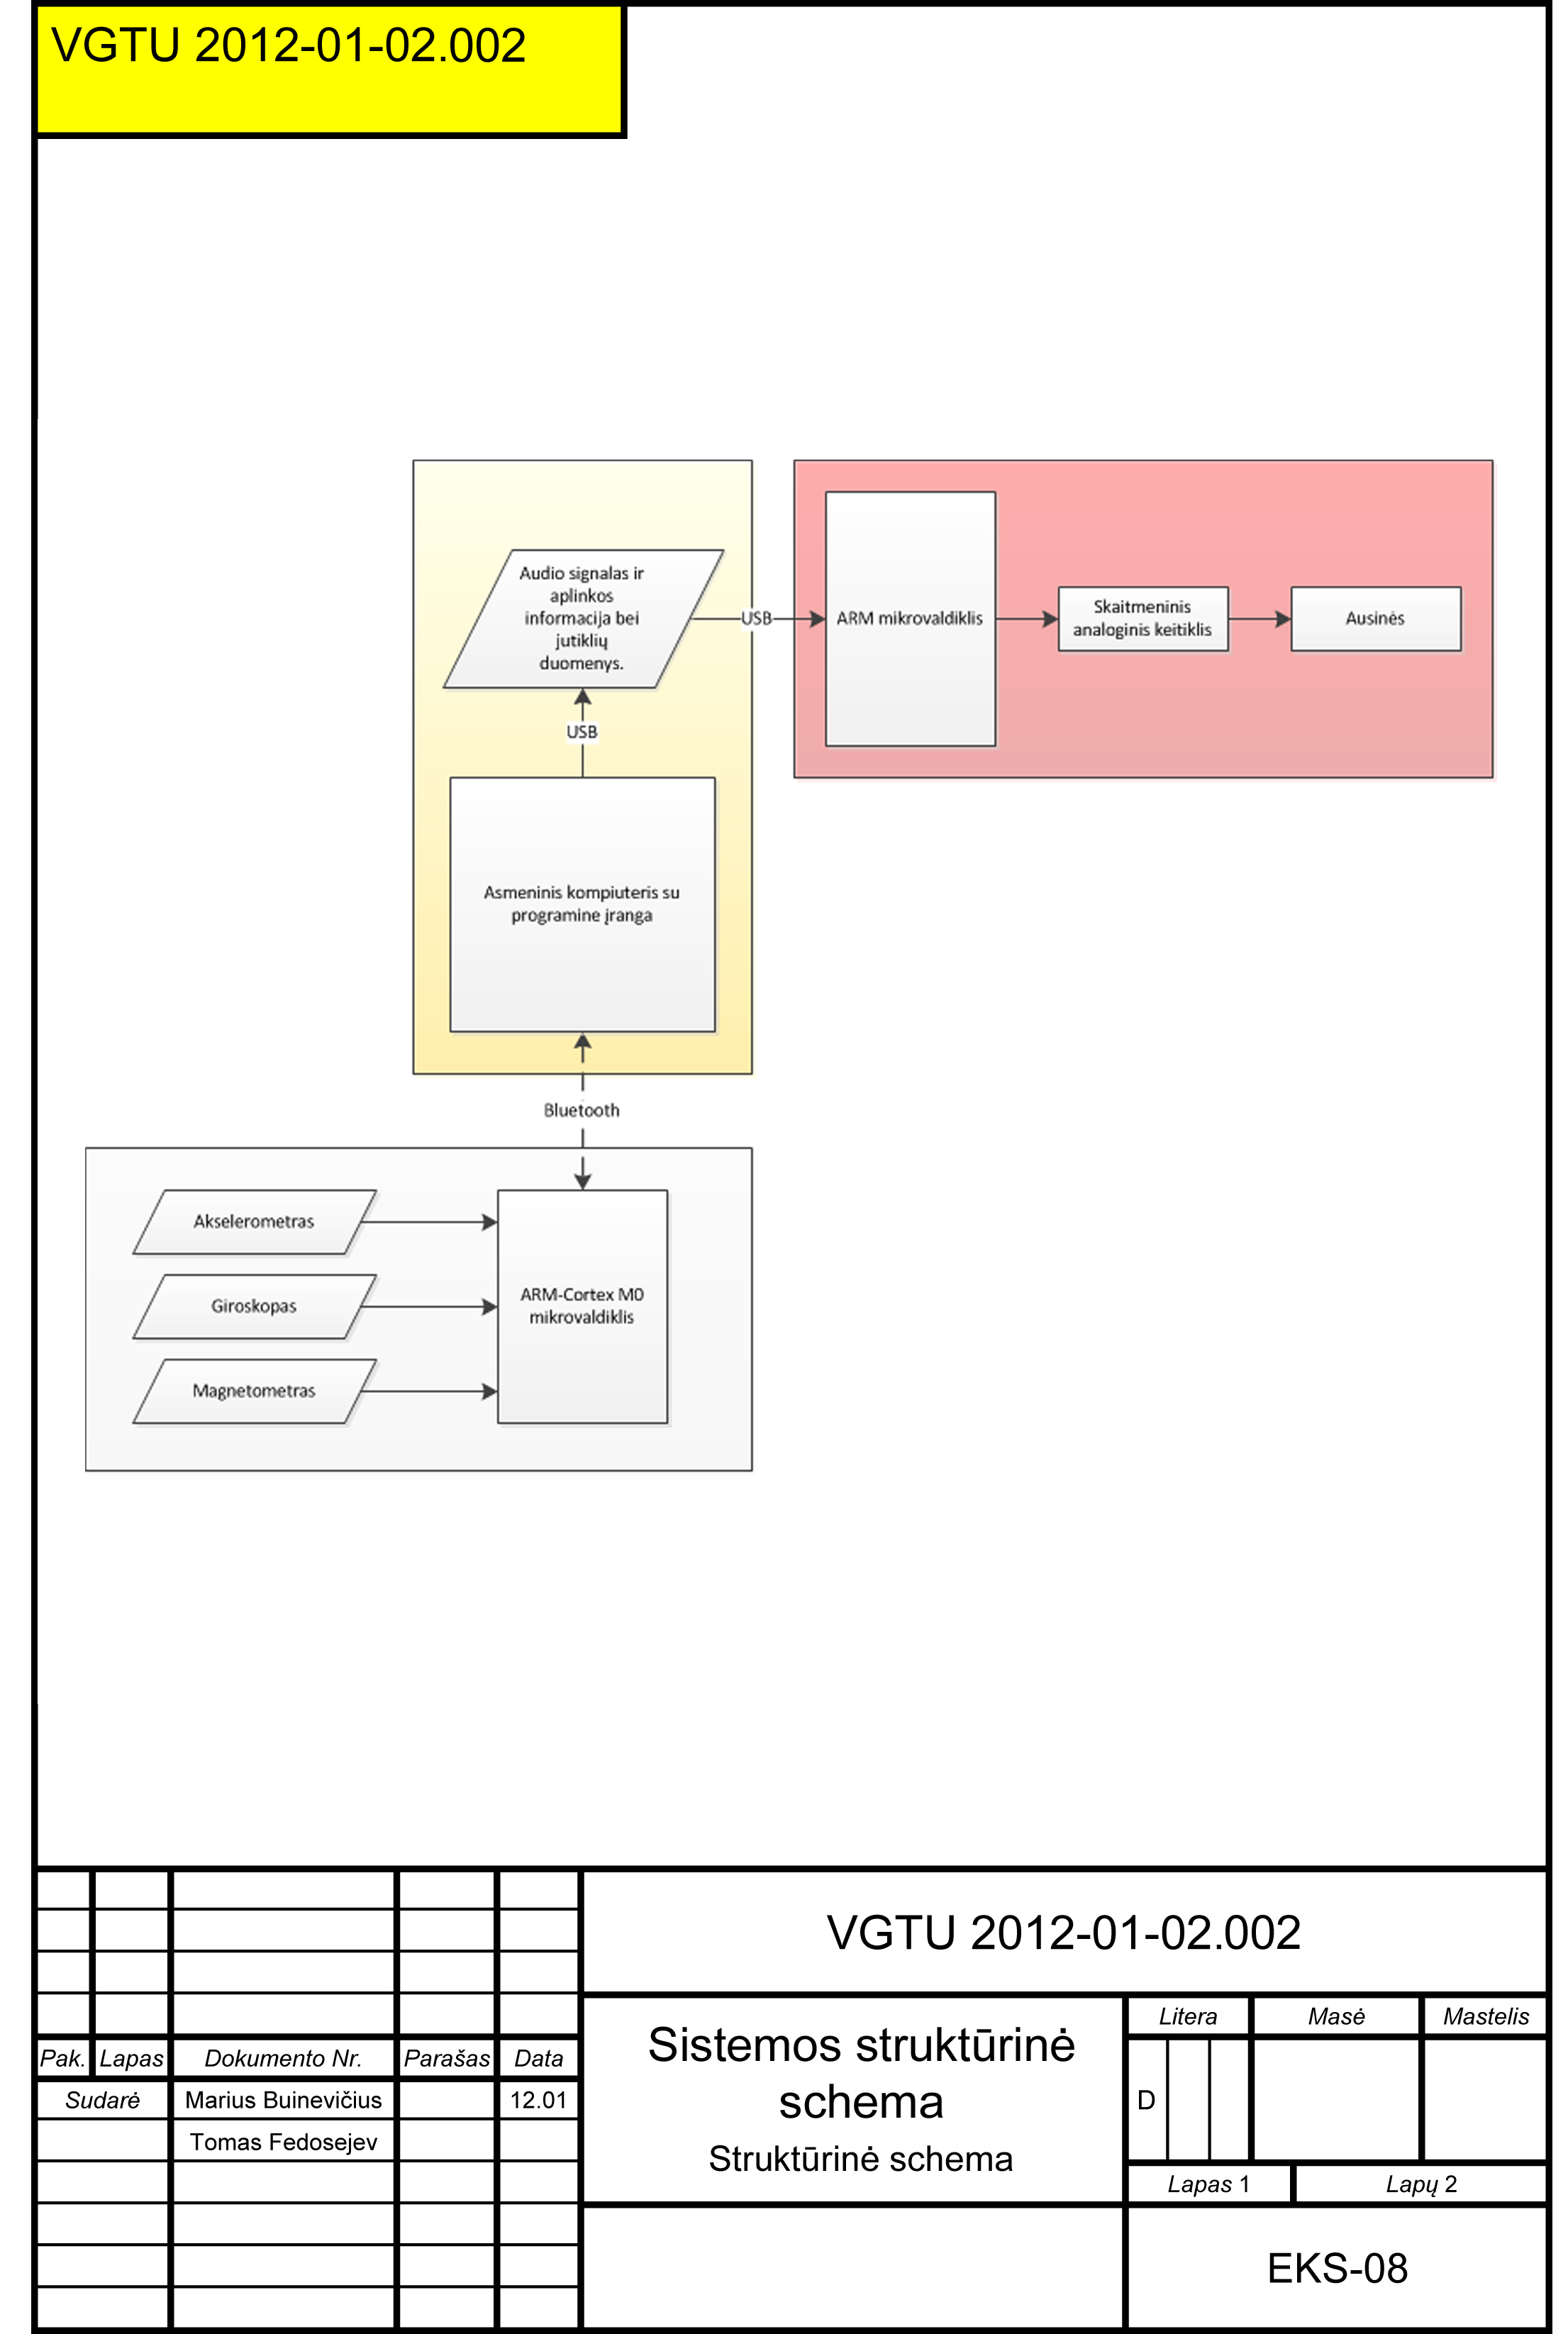 VGTU 2012-01-02.002
Audio signalas ir
aplinkos
informacija bei
jutiklių
duomenys.
USB
ARM mikrovaldiklis
Skaitmeninis
analoginis keitiklis
Ausinės
USB
Asmeninis kompiuteris su
programine įranga
Bluetooth
Akselerometras
Giroskopas
Magnetometras
ARM-Cortex M0
mikrovaldiklis
VGTU 2012-01-02.002
Sistemos struktūrinė
schema
Struktūrinė schema
Litera
Masė
Mastelis
D
Lapas 1
Lapų 2
EKS-08
Pak.
Lapas
Dokumento Nr.
Parašas
Data
Sudarė
Marius Buinevičius
12.01
Tomas Fedosejev